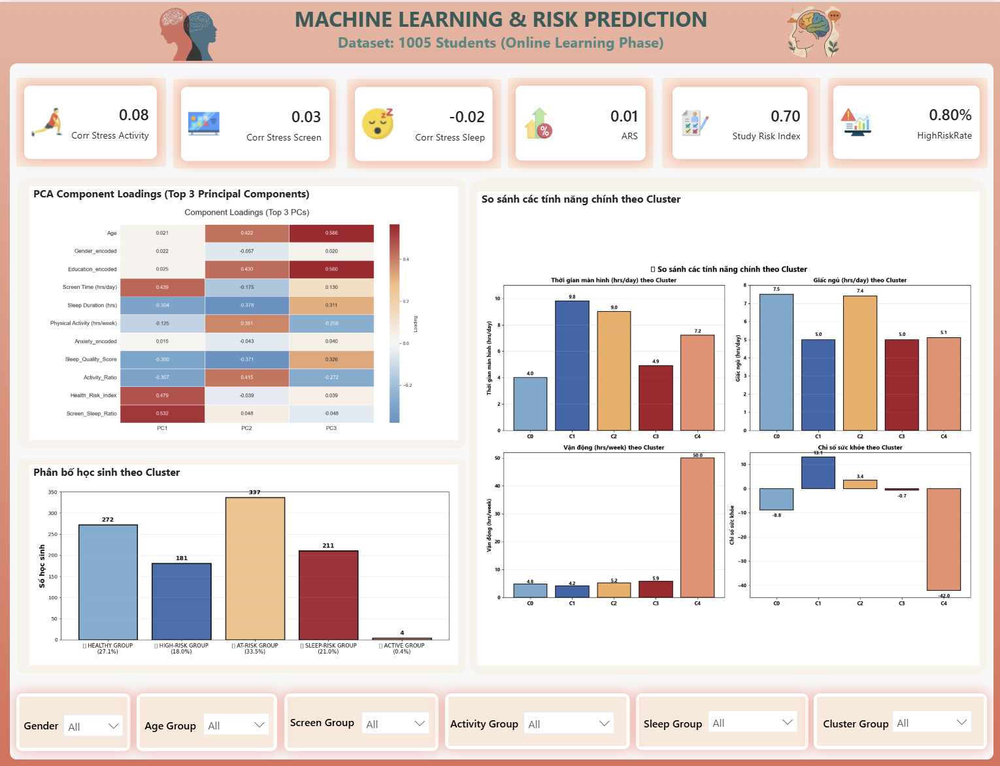 MACHINE LEARNING & RISK PREDICTION
Dataset: 1005 Students (Online Learning Phase)
0.08
Corr Stress Activity
0.03
Corr Stress Screen
-0.02
Corr Stress Sleep
%
0.01
ARS
0.70
Study Risk Index
0.80%
HighRiskRate
PCA Component Loadings (Top 3 Principal Components)
Component Loadings (Top 3 PCs)
Age 0.021 0.422 0.566
Gender_encoded 0.022 -0.057 0.020
Education_encoded 0.025 0.430 0.560
Screen Time (hrs/day) 0.439 -0.175 0.130
Sleep Duration (hrs) -0.304 -0.378 0.311
Physical Activity (hrs/week) -0.125 0.381 -0.258
Anxiety_encoded 0.015 -0.043 0.040
Sleep_Quality_Score -0.300 -0.371 0.326
Activity_Ratio -0.307 0.415 -0.272
Health_Risk_Index 0.479 -0.039 0.039
Screen_Sleep_Ratio 0.532 0.048 -0.048
PC1 PC2 PC3
0.4
0.2
0.0
-0.2
Loading
Phân bố học sinh theo Cluster
Số học sinh
350
300
250
200
150
100
50
0
272
181
337
211
4
HEALTHY GROUP
(27.1%)
HIGH-RISK GROUP
(18.0%)
AT-RISK GROUP
(33.5%)
SLEEP-RISK GROUP
(21.0%)
ACTIVE GROUP
(0.4%)
So sánh các tính năng chính theo Cluster
So sánh các tính năng chính theo Cluster
Thời gian màn hình (hrs/day) theo Cluster
Thời gian màn hình (hrs/day)
10
8
6
4
2
0
4.0
9.8
9.0
4.9
7.2
C0 C1 C2 C3 C4
Giấc ngủ (hrs/day) theo Cluster
Giấc ngủ (hrs/day)
8
7
6
5
4
3
2
1
0
7.5
5.0
7.4
5.0
5.1
C0 C1 C2 C3 C4
Vận động (hrs/week) theo Cluster
Vận động (hrs/week)
50
40
30
20
10
0
4.8
4.2
5.2
5.9
50.0
C0 C1 C2 C3 C4
Chỉ số sức khỏe theo Cluster
Chỉ số sức khỏe
10
0
-10
-20
-30
-40
-8.8
13.1
3.4
-0.7
-42.0
C0 C1 C2 C3 C4
Gender All
Age Group All
Screen Group All
Activity Group All
Sleep Group All
Cluster Group All